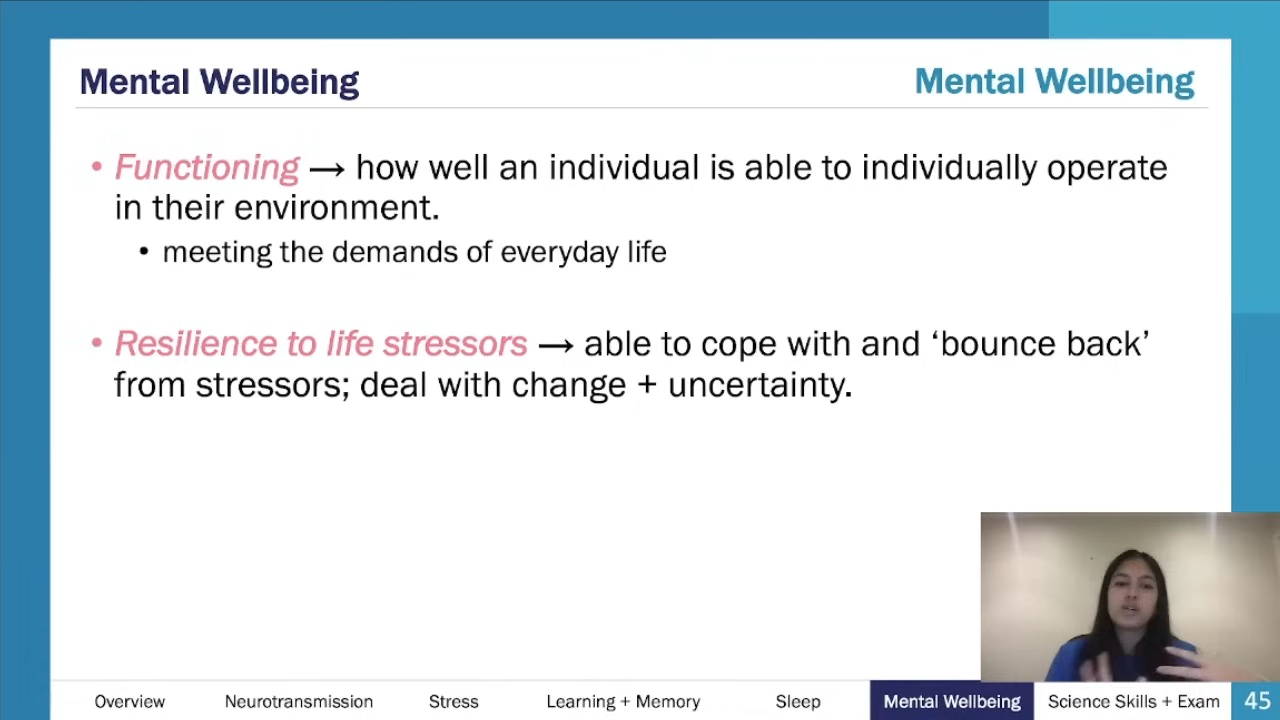 Mental Wellbeing
Mental Wellbeing
• Functioning → how well an individual is able to individually operate
in their environment.
• meeting the demands of everyday life
• Resilience to life stressors → able to cope with and ‘bounce back’
from stressors; deal with change + uncertainty.
Overview Neurotransmission Stress Learning + Memory Sleep Mental Wellbeing Science Skills + Exam 45